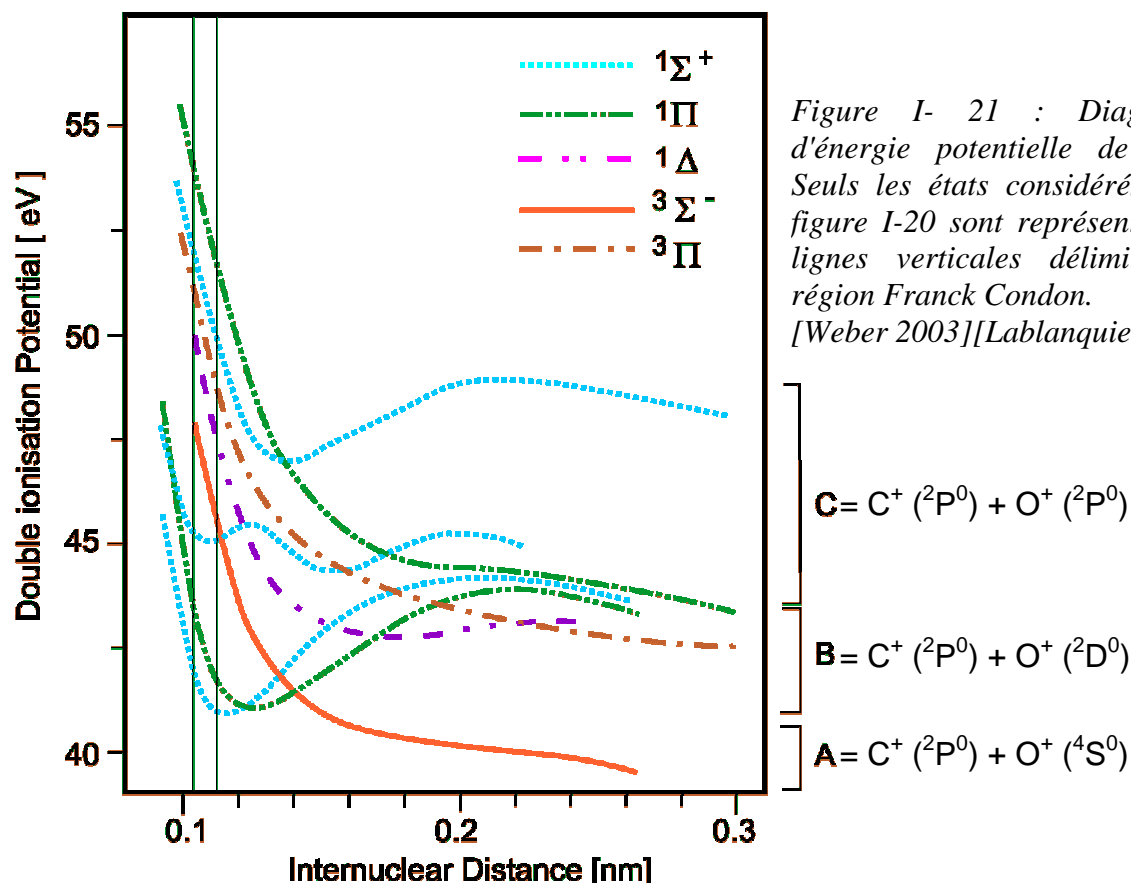 ¹Σ⁺
¹Π
¹Δ
³Σ⁻
³Π
55
50
45
40
Double ionisation Potential [ eV]
0.1
0.2
0.3
Internuclear Distance [nm]
Figure I- 21 : Diag
d'énergie potentielle de
Seuls les états considéré
figure I-20 sont représen
lignes verticales délimi
région Franck Condon.
[Weber 2003][Lablanquie
C= C⁺ (²P⁰) + O⁺ (²P⁰)
B= C⁺ (²P⁰) + O⁺ (²D⁰)
A= C⁺ (²P⁰) + O⁺ (⁴S⁰)